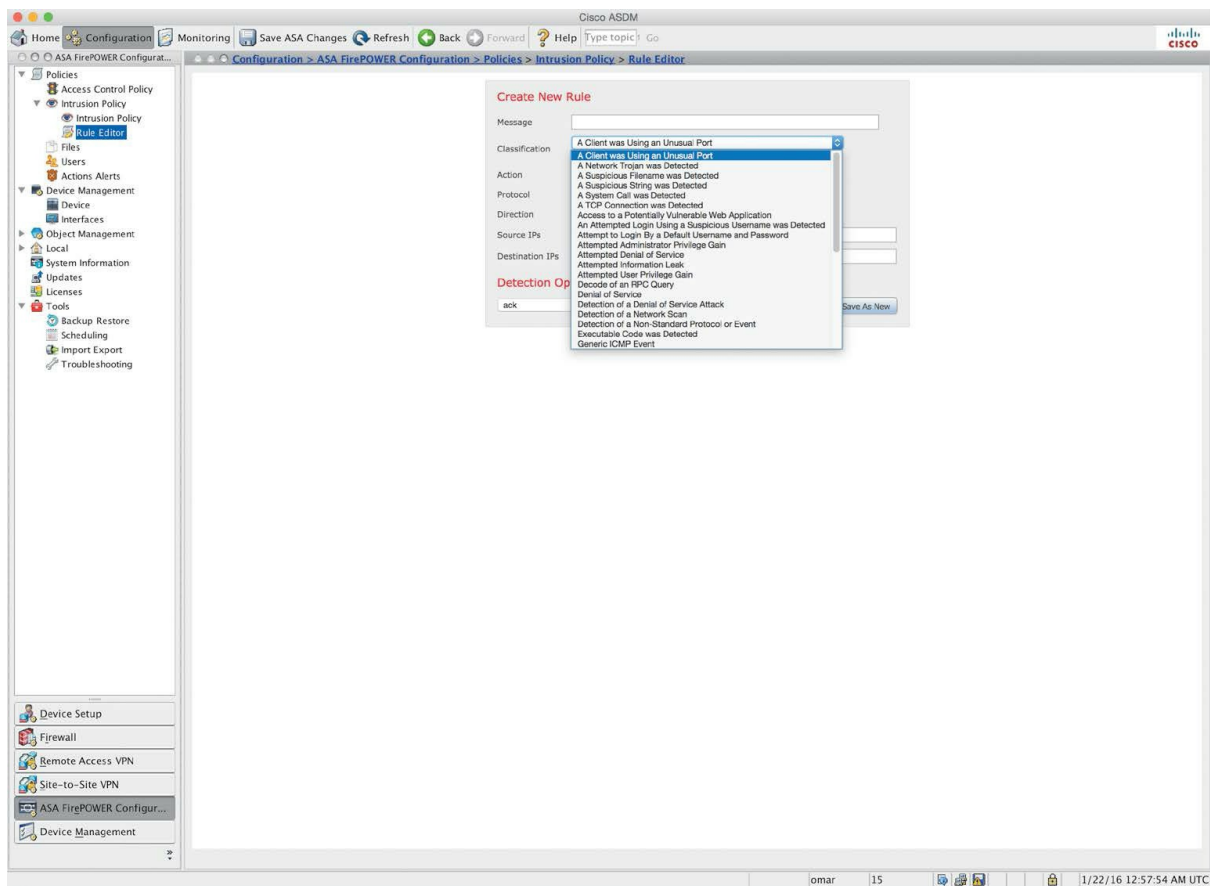 Cisco ASDM
Home Configuration Monitoring Save ASA Changes Refresh Back Forward Help Type topic Go
CISCO
ASA FirePOWER Configurat...
Configuration > ASA FirePOWER Configuration > Policies > Intrusion Policy > Rule Editor
Policies
Access Control Policy
Intrusion Policy
Intrusion Policy
Rule Editor
Files
Users
Actions Alerts
Device Management
Device
Interfaces
Object Management
Local
System Information
Updates
Licenses
Tools
Backup Restore
Scheduling
Import Export
Troubleshooting
Create New Rule
Message
Classification
A Client was Using an Unusual Port
A Client was Using an Unusual Port
A Network Trojan was Detected
A Suspicious Filename was Detected
A Suspicious String was Detected
A System Call was Detected
A TCP Connection was Detected
Access to a Potentially Vulnerable Web Application
An Attempted Login Using a Suspicious Username was Detected
Attempt to Login By a Default Username and Password
Attempted Administrator Privilege Gain
Attempted Denial of Service
Attempted Information Leak
Attempted User Privilege Gain
Decode of an RPC Query
Denial of Service
Detection of a Denial of Service Attack
Detection of a Network Scan
Detection of a Non-Standard Protocol or Event
Executable Code was Detected
Generic ICMP Event
Action
Protocol
Direction
Source IPs
Destination IPs
Detection Op
ack
Save As New
Device Setup
Firewall
Remote Access VPN
Site-to-Site VPN
ASA FirePOWER Configur...
Device Management
omar 15 1/22/16 12:57:54 AM UTC